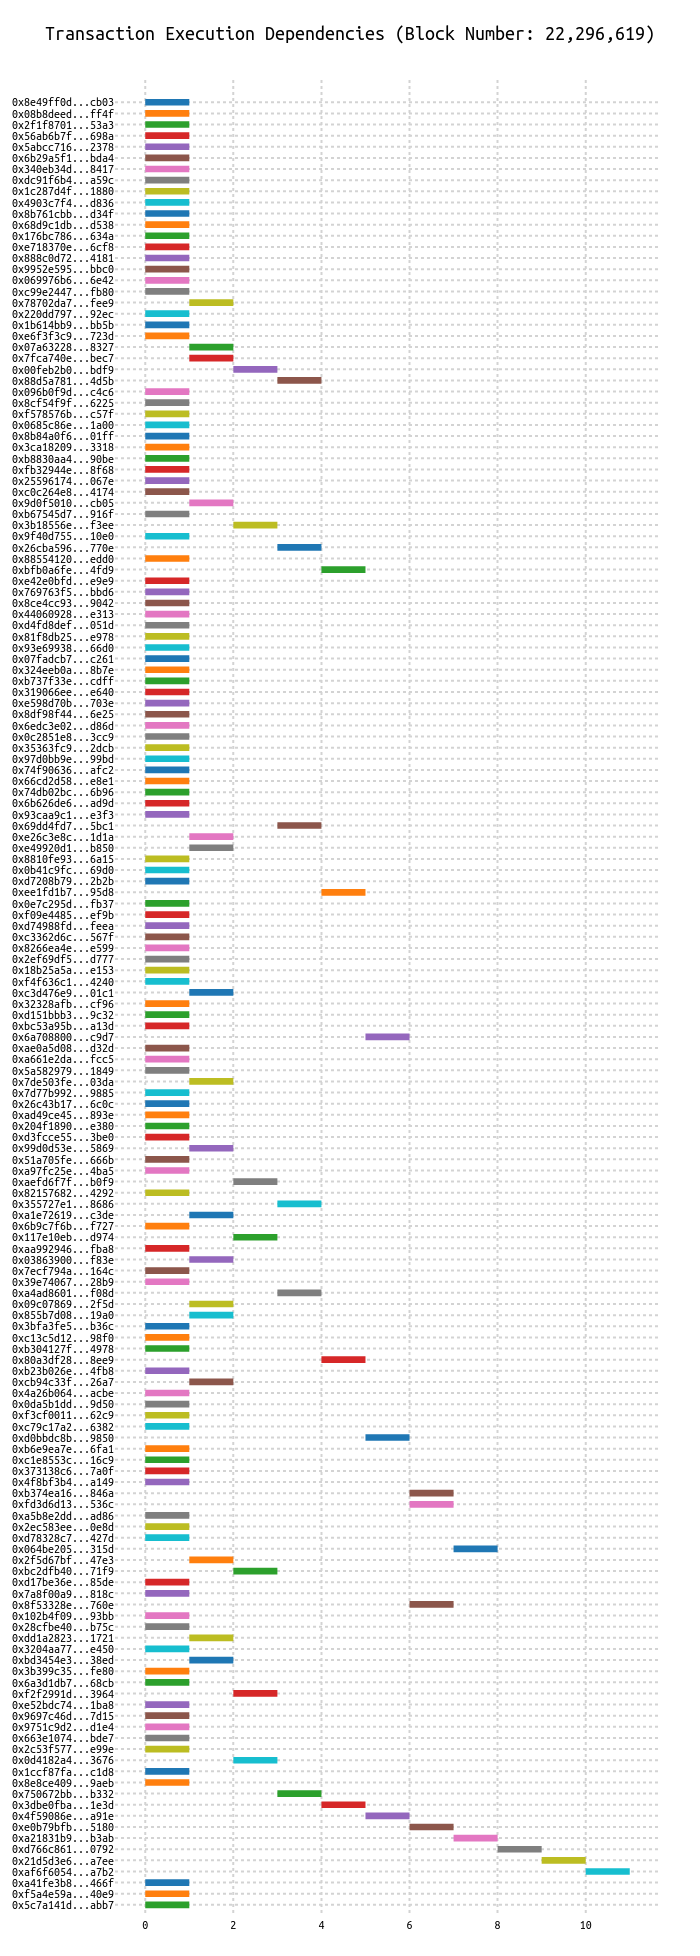 Transaction Execution Dependencies (Block Number: 22,296,619)
0x8e49ff0d...cb03
0x08b8deed...ff4f
0x2f1f8701...53a3
0x56ab6b7f...698a
0x5abcc716...2378
0x6b29a5f1...bda4
0x340eb34d...8417
0xdc91f6b4...a59c
0x1c287d4f...1880
0x4903c7f4...d836
0x8b761cbb...d34f
0x68d9c1db...d538
0x176bc786...634a
0xe718370e...6cf8
0x888c0d72...4181
0x9952e595...bbc0
0x069976b6...6e42
0xc99e2447...fb80
0x78702da7...fee9
0x220dd797...92ec
0x1b614bb9...bb5b
0xe6f3f3c9...723d
0x07a63228...8327
0x7fca740e...bec7
0x00feb2b0...bdf9
0x88d5a781...4d5b
0x096b0f9d...c4c6
0x8cf54f9f...6225
0xf578576b...c57f
0x0685c86e...1a00
0x8b84a0f6...01ff
0x3ca18209...3318
0xb8830aa4...90be
0xfb32944e...8f68
0x25596174...067e
0xc0c264e8...4174
0x9d0f5010...cb05
0xb67545d7...916f
0x3b18556e...f3ee
0x9f40d755...10e0
0x26cba596...770e
0x88554120...edd0
0xbfb0a6fe...4fd9
0xe42e0bfd...e9e9
0x769763f5...bbd6
0x8ce4cc93...9042
0x44060928...e313
0xd4fd8def...051d
0x81f8db25...e978
0x93e69938...66d0
0x07fadcb7...c261
0x324eeb0a...8b7e
0xb737f33e...cdff
0x319066ee...e640
0xe598d70b...703e
0x8df98f44...6e25
0x6edc3e02...d86d
0x0c2851e8...3cc9
0x35363fc9...2dcb
0x97d0bb9e...99bd
0x74f90636...afc2
0x66cd2d58...e8e1
0x74db02bc...6b96
0x6b626de6...ad9d
0x93caa9c1...e3f3
0x69dd4fd7...5bc1
0xe26c3e8c...1d1a
0xe49920d1...b850
0x8810fe93...6a15
0x0b41c9fc...69d0
0xd7208b79...2b2b
0xee1fd1b7...95d8
0x0e7c295d...fb37
0xf09e4485...ef9b
0xd74988fd...feea
0xc3362d6c...567f
0x8266ea4e...e599
0x2ef69df5...d777
0x18b25a5a...e153
0xf4f636c1...4240
0xc3d476e9...01c1
0x32328afb...cf96
0xd151bbb3...9c32
0xbc53a95b...a13d
0x6a708800...c9d7
0xae0a5d08...d32d
0xa661e2da...fcc5
0x5a582979...1849
0x7de503fe...03da
0x7d77b992...9885
0x26c43b17...6c0c
0xad49ce45...893e
0x204f1890...e380
0xd3fcce55...3be0
0x99d0d53e...5869
0x51a705fe...666b
0xa97fc25e...4ba5
0xaefd6f7f...b0f9
0x82157682...4292
0x355727e1...8686
0xa1e72619...c3de
0x6b9c7f6b...f727
0x117e10eb...d974
0xaa992946...fba8
0x03863900...f83e
0x7ecf794a...164c
0x39e74067...28b9
0xa4ad8601...f08d
0x09c07869...2f5d
0x855b7d08...19a0
0x3bfa3fe5...b36c
0xc13c5d12...98f0
0xb304127f...4978
0x80a3df28...8ee9
0xb23b026e...4fb8
0xcb94c33f...26a7
0x4a26b064...acbe
0x0da5b1dd...9d50
0xf3cf0011...62c9
0xc79c17a2...6382
0xd0bbdc8b...9850
0xb6e9ea7e...6fa1
0xc1e8553c...16c9
0x373138c6...7a0f
0x4f8bf3b4...a149
0xb374ea16...846a
0xfd3d6d13...536c
0xa5b8e2dd...ad86
0x2ec583ee...0e8d
0xd78328c7...427d
0x064be205...315d
0x2f5d67bf...47e3
0xbc2dfb40...71f9
0xd17be36e...85de
0x7a8f00a9...818c
0x8f53328e...760e
0x102b4f09...93bb
0x28cfbe40...b75c
0xdd1a2823...1721
0x3204aa77...e450
0xbd3454e3...38ed
0x3b399c35...fe80
0x6a3d1db7...68cb
0xf2f2991d...3964
0xe52bdc74...1ba8
0x9697c46d...7d15
0x9751c9d2...d1e4
0x663e1074...bde7
0x2c53f577...e99e
0x0d4182a4...3676
0x1ccf87fa...c1d8
0x8e8ce409...9aeb
0x750672bb...b332
0x3dbe0fba...1e3d
0x4f59086e...a91e
0xe0b79bfb...5180
0xa21831b9...b3ab
0xd766c861...0792
0x21d5d3e6...a7ee
0xaf6f6054...a7b2
0xa41fe3b8...466f
0xf5a4e59a...40e9
0x5c7a141d...abb7
0 2 4 6 8 10